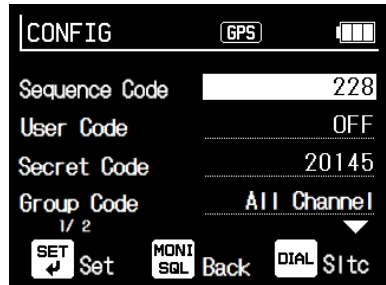 CONFIG GPS
Sequence Code 228
User Code OFF
Secret Code 20145
Group Code All Channel
1/ 2
SET Set MONI SQL Back DIAL Sltc